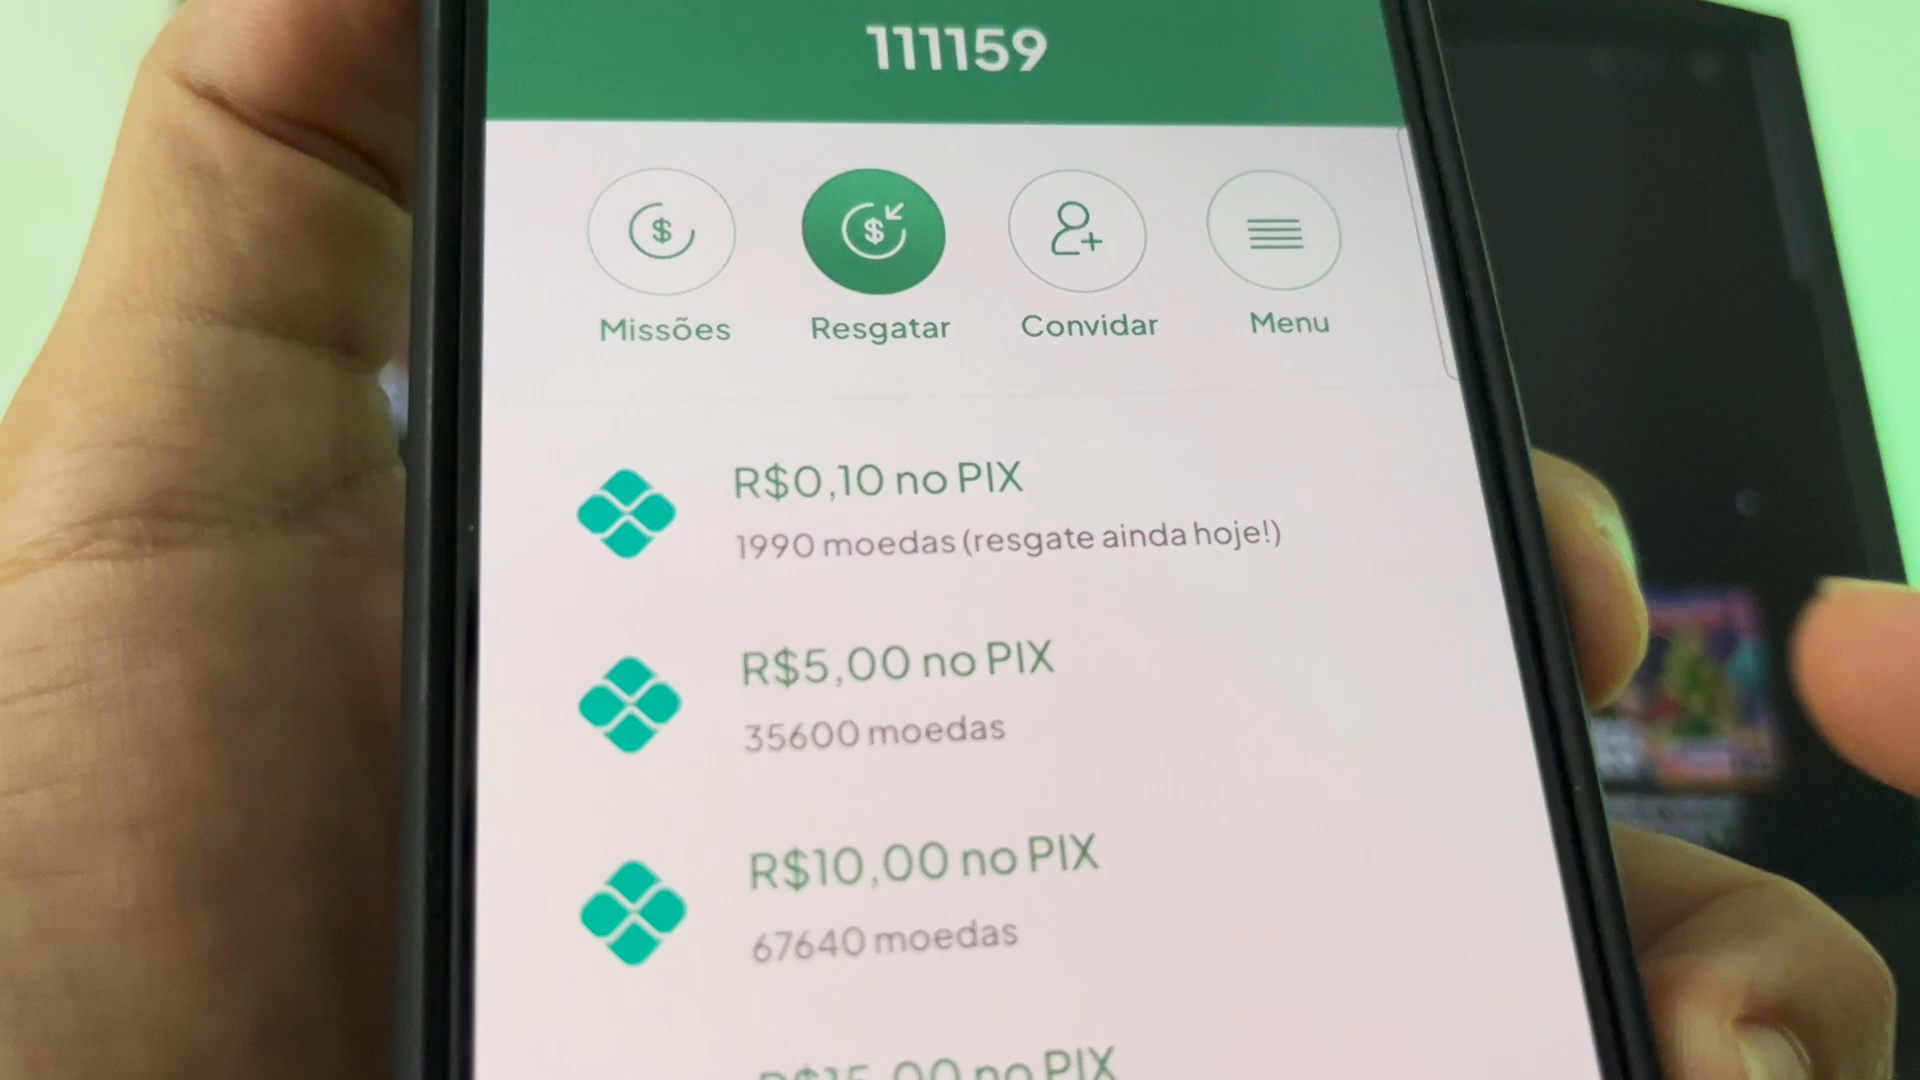 111159
Missões
Resgatar
Convidar
Menu
R$0,10 no PIX
1990 moedas (resgate ainda hoje!)
R$5,00 no PIX
35600 moedas
R$10,00 no PIX
67640 moedas
R$15,00 no PIX